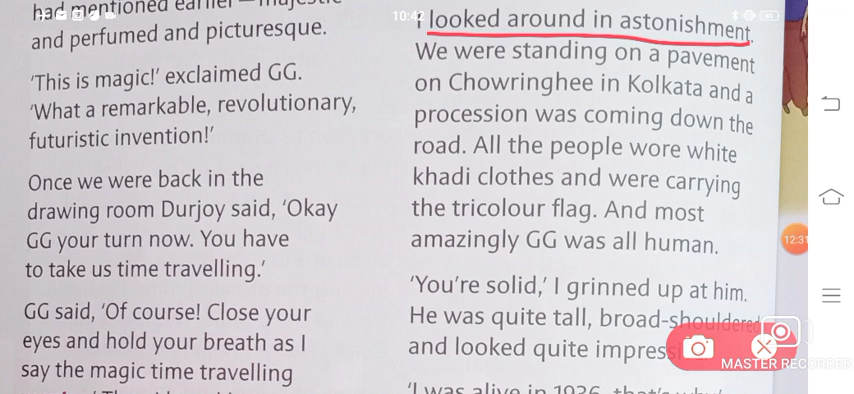 had mentioned earlier – majestic
and perfumed and picturesque.
'This is magic!' exclaimed GG.
'What a remarkable, revolutionary,
futuristic invention!'
Once we were back in the
drawing room Durjoy said, 'Okay
GG your turn now. You have
to take us time travelling.'
GG said, 'Of course! Close your
eyes and hold your breath as I
say the magic time travelling
10:42
I looked around in astonishment.
We were standing on a pavement
on Chowringhee in Kolkata and a
procession was coming down the
road. All the people wore white
khadi clothes and were carrying
the tricolour flag. And most
amazingly GG was all human.
'You're solid,' I grinned up at him.
He was quite tall, broad-shouldered
and looked quite
'I was alive in 1936, that's why'
12:31
MASTER RECORDER